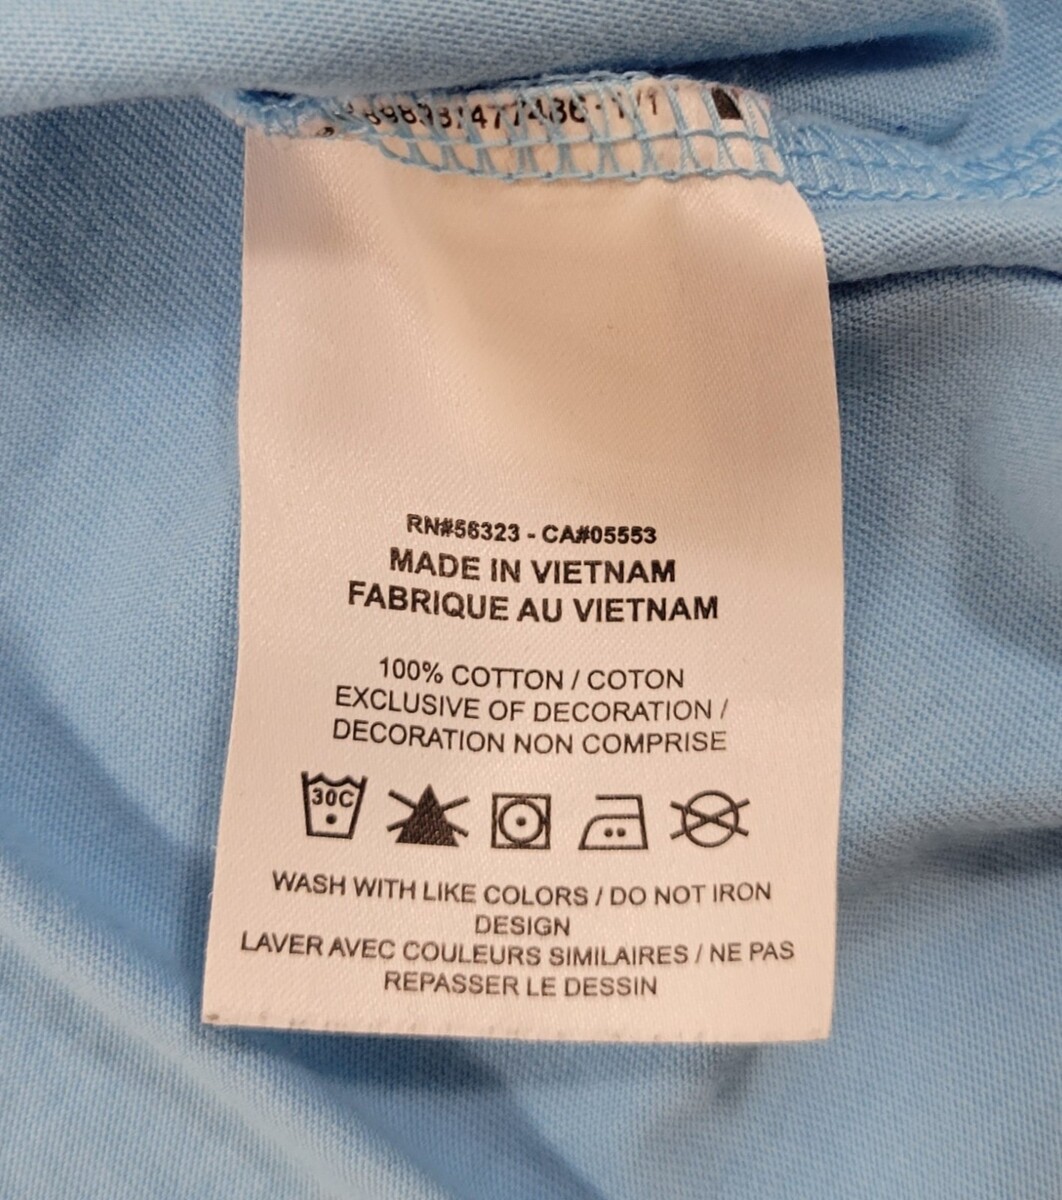 RN#56323 - CA#05553
MADE IN VIETNAM
FABRIQUE AU VIETNAM
100% COTTON / COTON
EXCLUSIVE OF DECORATION /
DECORATION NON COMPRISE
30C
WASH WITH LIKE COLORS / DO NOT IRON
DESIGN
LAVER AVEC COULEURS SIMILAIRES / NE PAS
REPASSER LE DESSIN